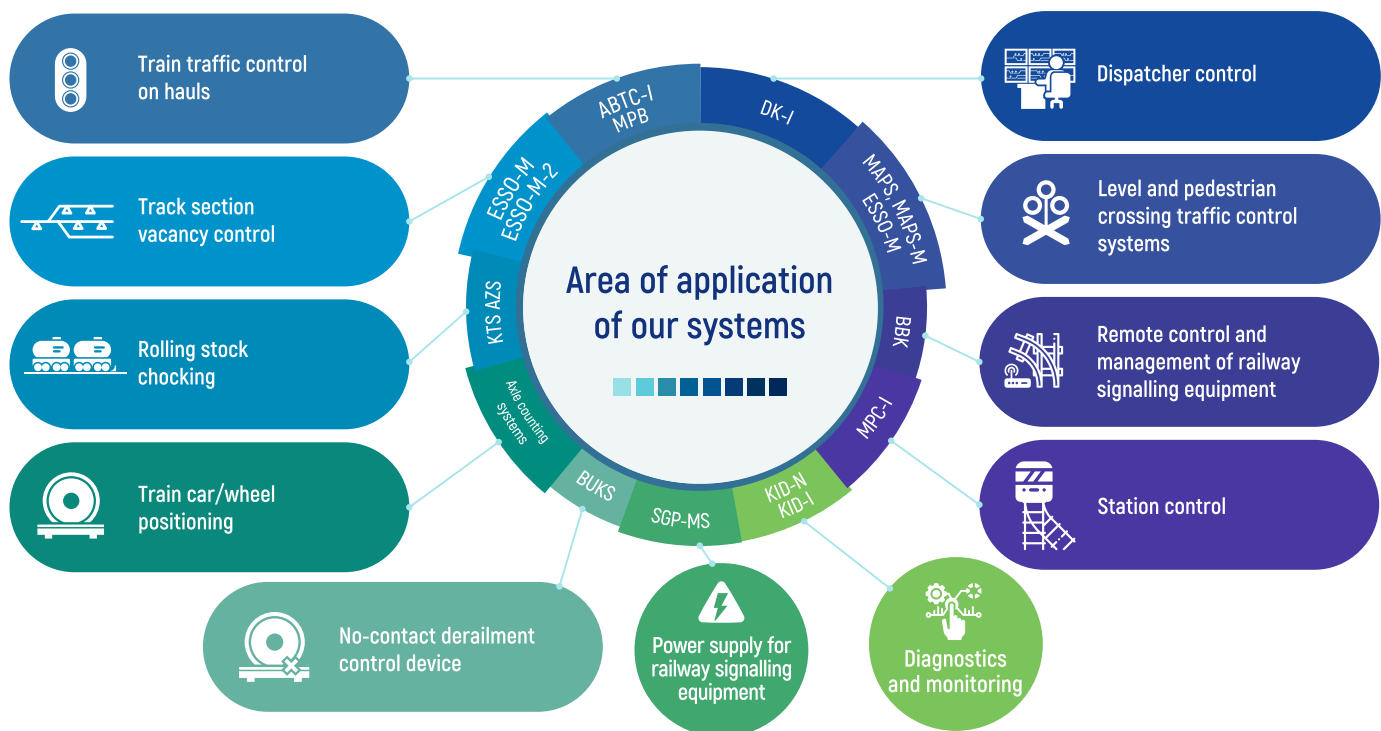 Train traffic control
on hauls
Track section
vacancy control
Rolling stock
chocking
Train car/wheel
positioning
No-contact derailment
control device
Power supply for
railway signalling
equipment
Diagnostics
and monitoring
Dispatcher control
Level and pedestrian
crossing traffic control
systems
Remote control and
management of railway
signalling equipment
Station control
ABTC-I
MPB
DK-I
MAPS, MAPS-M
ESSO-M
BBK
MPC-I
KID-N
KID-I
SGP-MS
BUKS
Axle counting
systems
KTS AZS
ESSO-M
ESSO-M-2
Area of application
of our systems